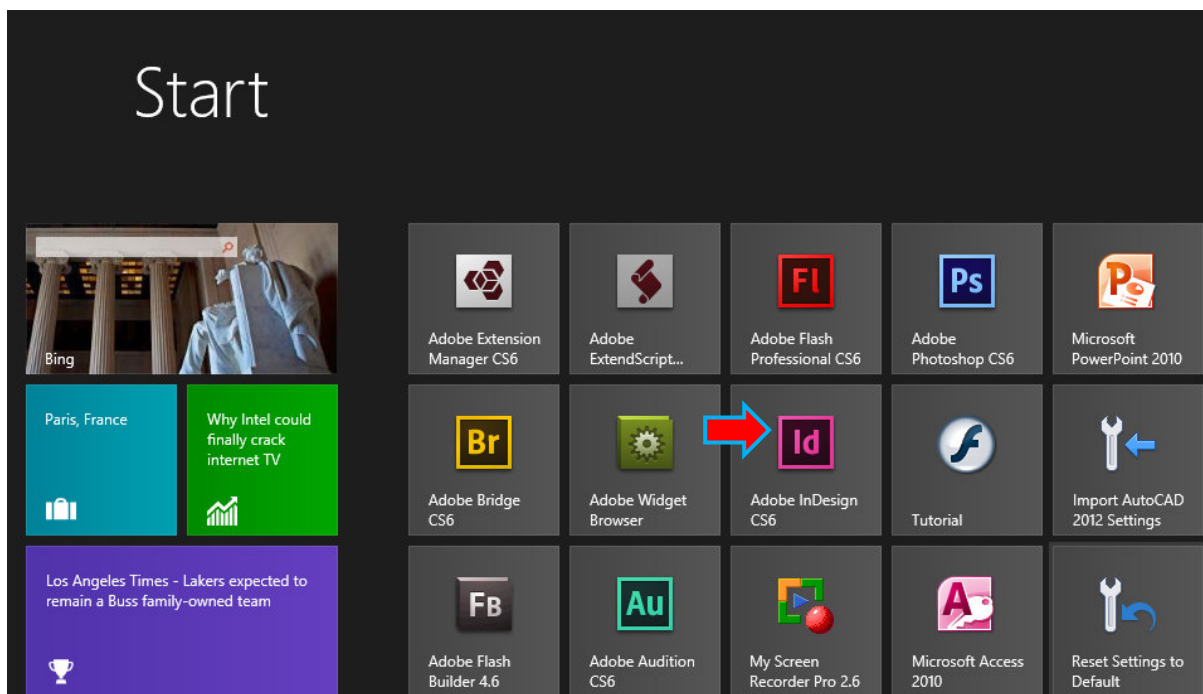 Start
Bing
Adobe Extension
Manager CS6
Adobe
ExtendScript...
Fl
Adobe Flash
Professional CS6
Ps
Adobe
Photoshop CS6
P
Microsoft
PowerPoint 2010
Paris, France
Why Intel could
finally crack
internet TV
Br
Adobe Bridge
CS6
Adobe Widget
Browser
Id
Adobe InDesign
CS6
Tutorial
Import AutoCAD
2012 Settings
Los Angeles Times - Lakers expected to
remain a Buss family-owned team
FB
Adobe Flash
Builder 4.6
Au
Adobe Audition
CS6
My Screen
Recorder Pro 2.6
A
Microsoft Access
2010
Reset Settings to
Default